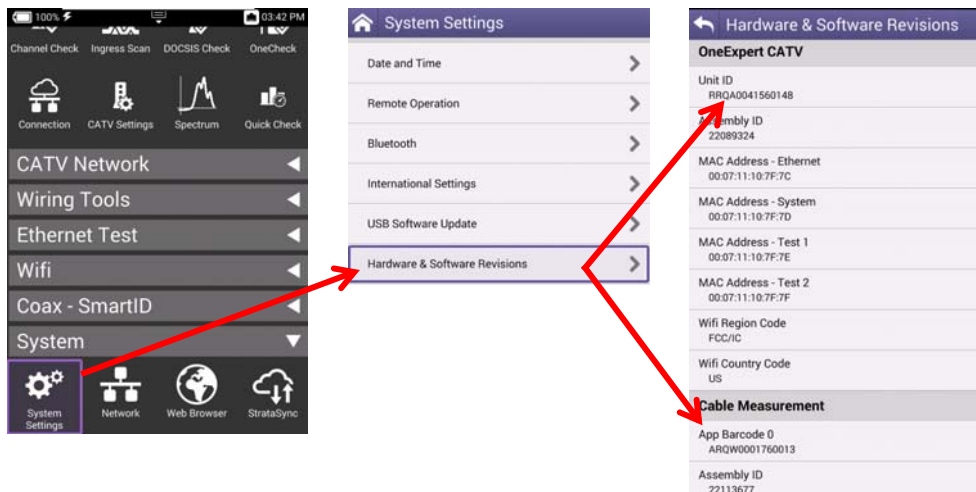 100%
03:42 PM
Channel Check Ingress Scan DOCSIS Check OneCheck
Connection CATV Settings Spectrum Quick Check
CATV Network
Wiring Tools
Ethernet Test
Wifi
Coax - SmartID
System
System Settings Network Web Browser StrataSync
System Settings
Date and Time
Remote Operation
Bluetooth
International Settings
USB Software Update
Hardware & Software Revisions
Hardware & Software Revisions
OneExpert CATV
Unit ID
RRQA0041560148
Assembly ID
22089324
MAC Address - Ethernet
00:07:11:10:7F:7C
MAC Address - System
00:07:11:10:7F:7D
MAC Address - Test 1
00:07:11:10:7F:7E
MAC Address - Test 2
00:07:11:10:7F:7F
Wifi Region Code
FCC/IC
Wifi Country Code
US
Cable Measurement
App Barcode 0
ARQW0001760013
Assembly ID
22113677